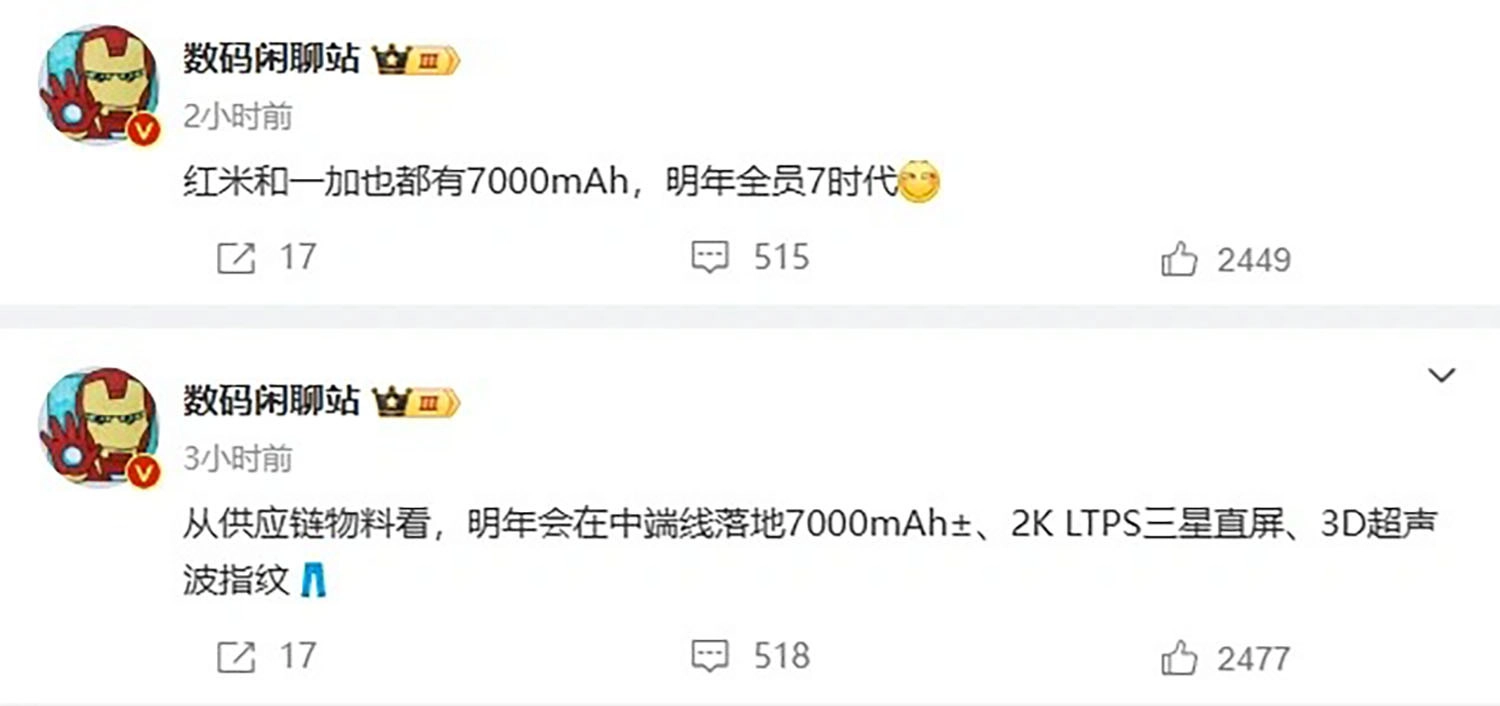 数码闲聊站 III
2小时前
红米和一加也都有7000mAh，明年全员7时代
17 515 2449
数码闲聊站 III
3小时前
从供应链物料看，明年会在中端线落地7000mAh±、2K LTPS三星直屏、3D超声
波指纹
17 518 2477